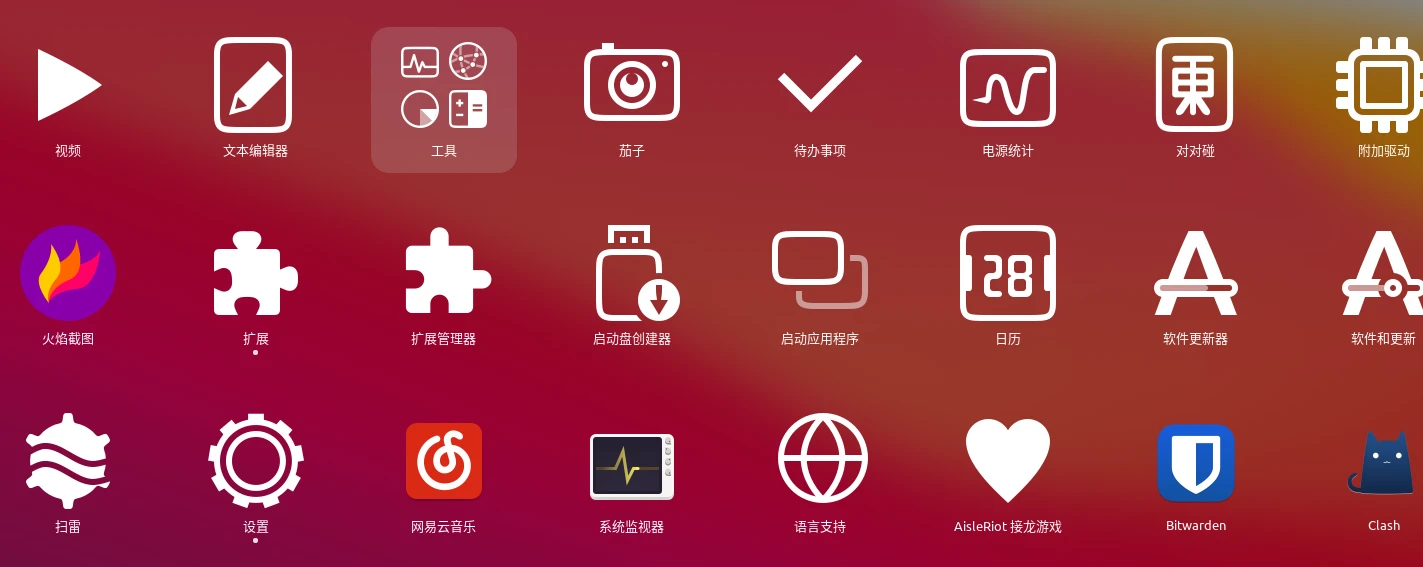 視频
文本编辑器
工具
茄子
待办事项
电源统计
東
对对碰
附加驱动
火焰截图
扩展
扩展管理器
启动盘创建器
启动应用程序
28
日历
软件更新器
软件和更新
扫雷
设置
网易云音乐
系统监视器
语言支持
AisleRiot 接龙游戏
Bitwarden
Clash